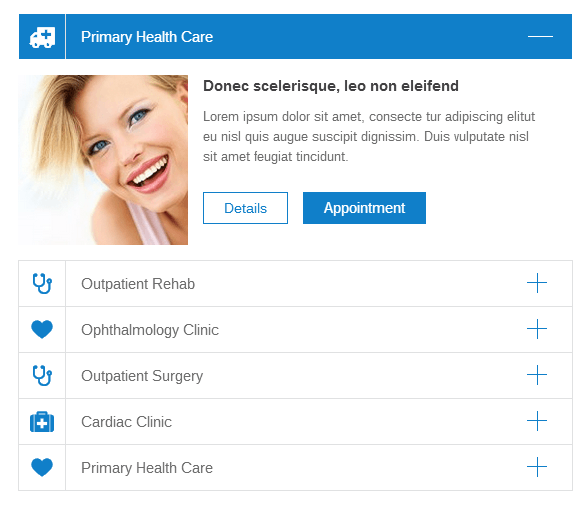 Primary Health Care
Donec scelerisque, leo non eleifend
Lorem ipsum dolor sit amet, consecte tur adipiscing elitut
eu nisl quis augue suscipit dignissim. Duis vulputate nisl
sit amet feugiat tincidunt.
Details
Appointment
Outpatient Rehab
Ophthalmology Clinic
Outpatient Surgery
Cardiac Clinic
Primary Health Care